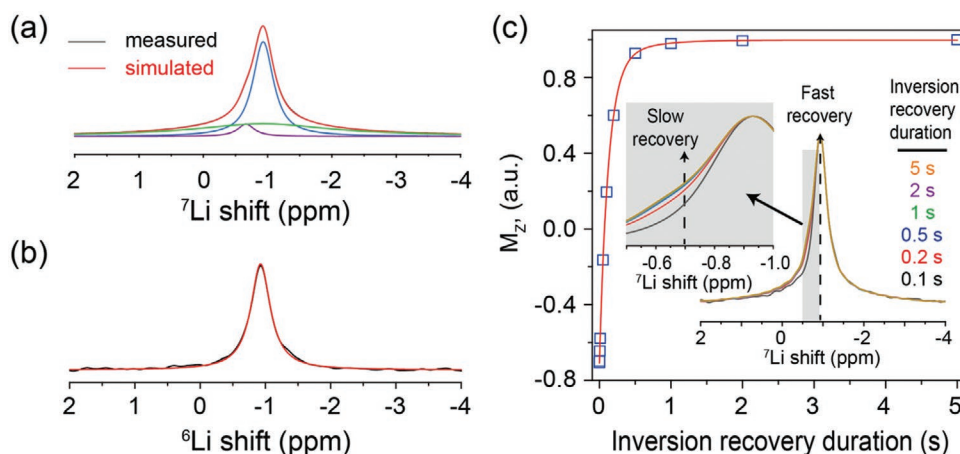 (a)
measured
simulated
2 1 0 -1 -2 -3 -4
⁷Li shift (ppm)
(b)
2 1 0 -1 -2 -3 -4
⁶Li shift (ppm)
(c)
M_Z', (a.u.)
0.8
0.4
0.0
-0.4
-0.8
0 1 2 3 4 5
Inversion recovery duration (s)
Slow
recovery
-0.6 -0.8 -1.0
⁷Li shift (ppm)
Fast
recovery
2 1 0 -1 -2 -4
⁷Li shift (ppm)
Inversion
recovery
duration
5 s
2 s
1 s
0.5 s
0.2 s
0.1 s